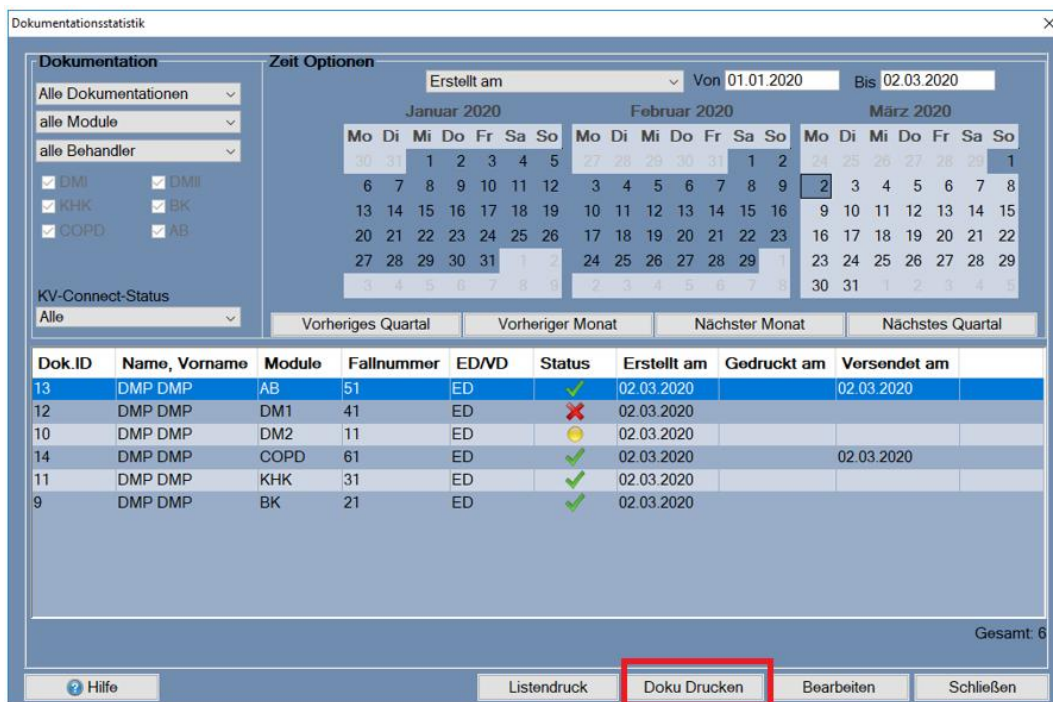 Dokumentationsstatistik
Dokumentation
Zeit Optionen
Alle Dokumentationen
alle Module
alle Behandler
DMI DMII
KHK BK
COPD AB
KV-Connect-Status
Alle
Erstellt am Von 01.01.2020 Bis 02.03.2020
Januar 2020 Februar 2020 März 2020
Mo Di Mi Do Fr Sa So Mo Di Mi Do Fr Sa So Mo Di Mi Do Fr Sa So
30 31 1 2 3 4 5 27 28 29 30 31 1 2 24 25 26 27 28 29 1
6 7 8 9 10 11 12 3 4 5 6 7 8 9 2 3 4 5 6 7 8
13 14 15 16 17 18 19 10 11 12 13 14 15 16 9 10 11 12 13 14 15
20 21 22 23 24 25 26 17 18 19 20 21 22 23 16 17 18 19 20 21 22
27 28 29 30 31 1 2 24 25 26 27 28 29 1 23 24 25 26 27 28 29
3 4 5 6 7 8 9 2 3 4 5 6 7 8 30 31 1 2 3 4 5
Vorheriges Quartal Vorheriger Monat Nächster Monat Nächstes Quartal
Dok.ID Name, Vorname Module Fallnummer ED/VD Status Erstellt am Gedruckt am Versendet am
13 DMP DMP AB 51 ED 02.03.2020 02.03.2020
12 DMP DMP DM1 41 ED 02.03.2020
10 DMP DMP DM2 11 ED 02.03.2020
14 DMP DMP COPD 61 ED 02.03.2020 02.03.2020
11 DMP DMP KHK 31 ED 02.03.2020
9 DMP DMP BK 21 ED 02.03.2020
Gesamt: 6
Hilfe Listendruck Doku Drucken Bearbeiten Schließen